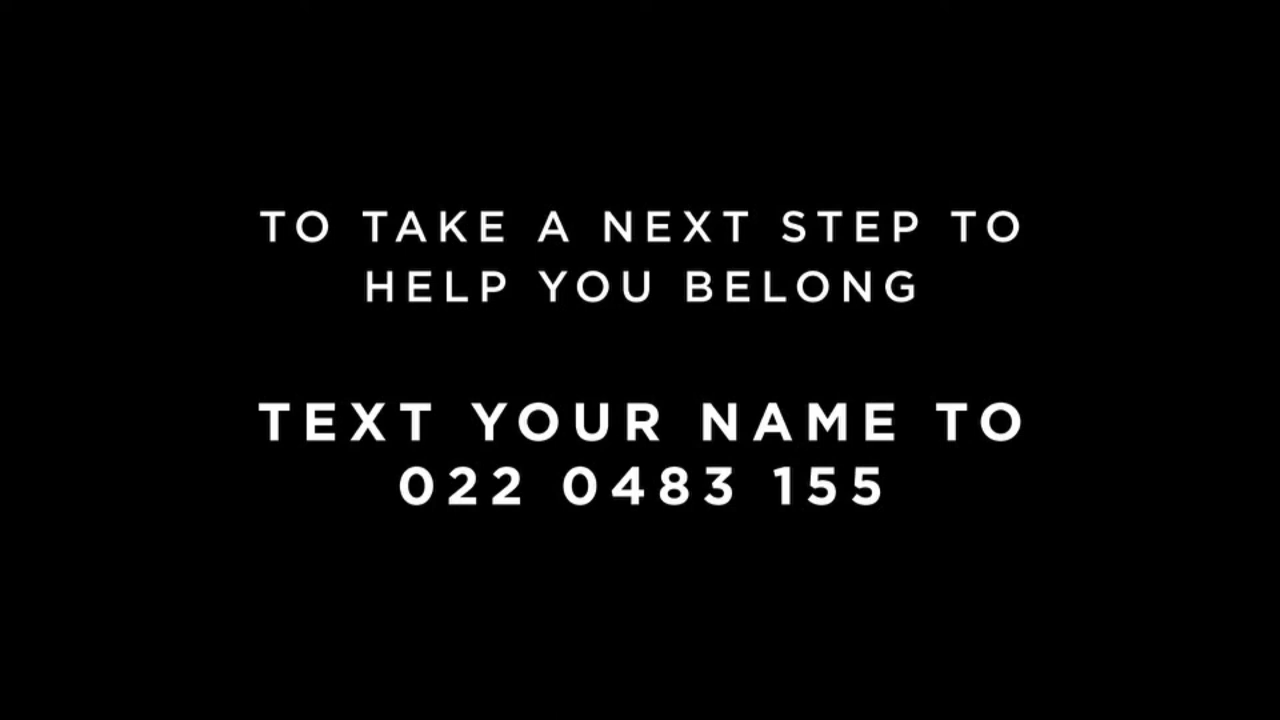 TO TAKE A NEXT STEP TO
HELP YOU BELONG
TEXT YOUR NAME TO
022 0483 155